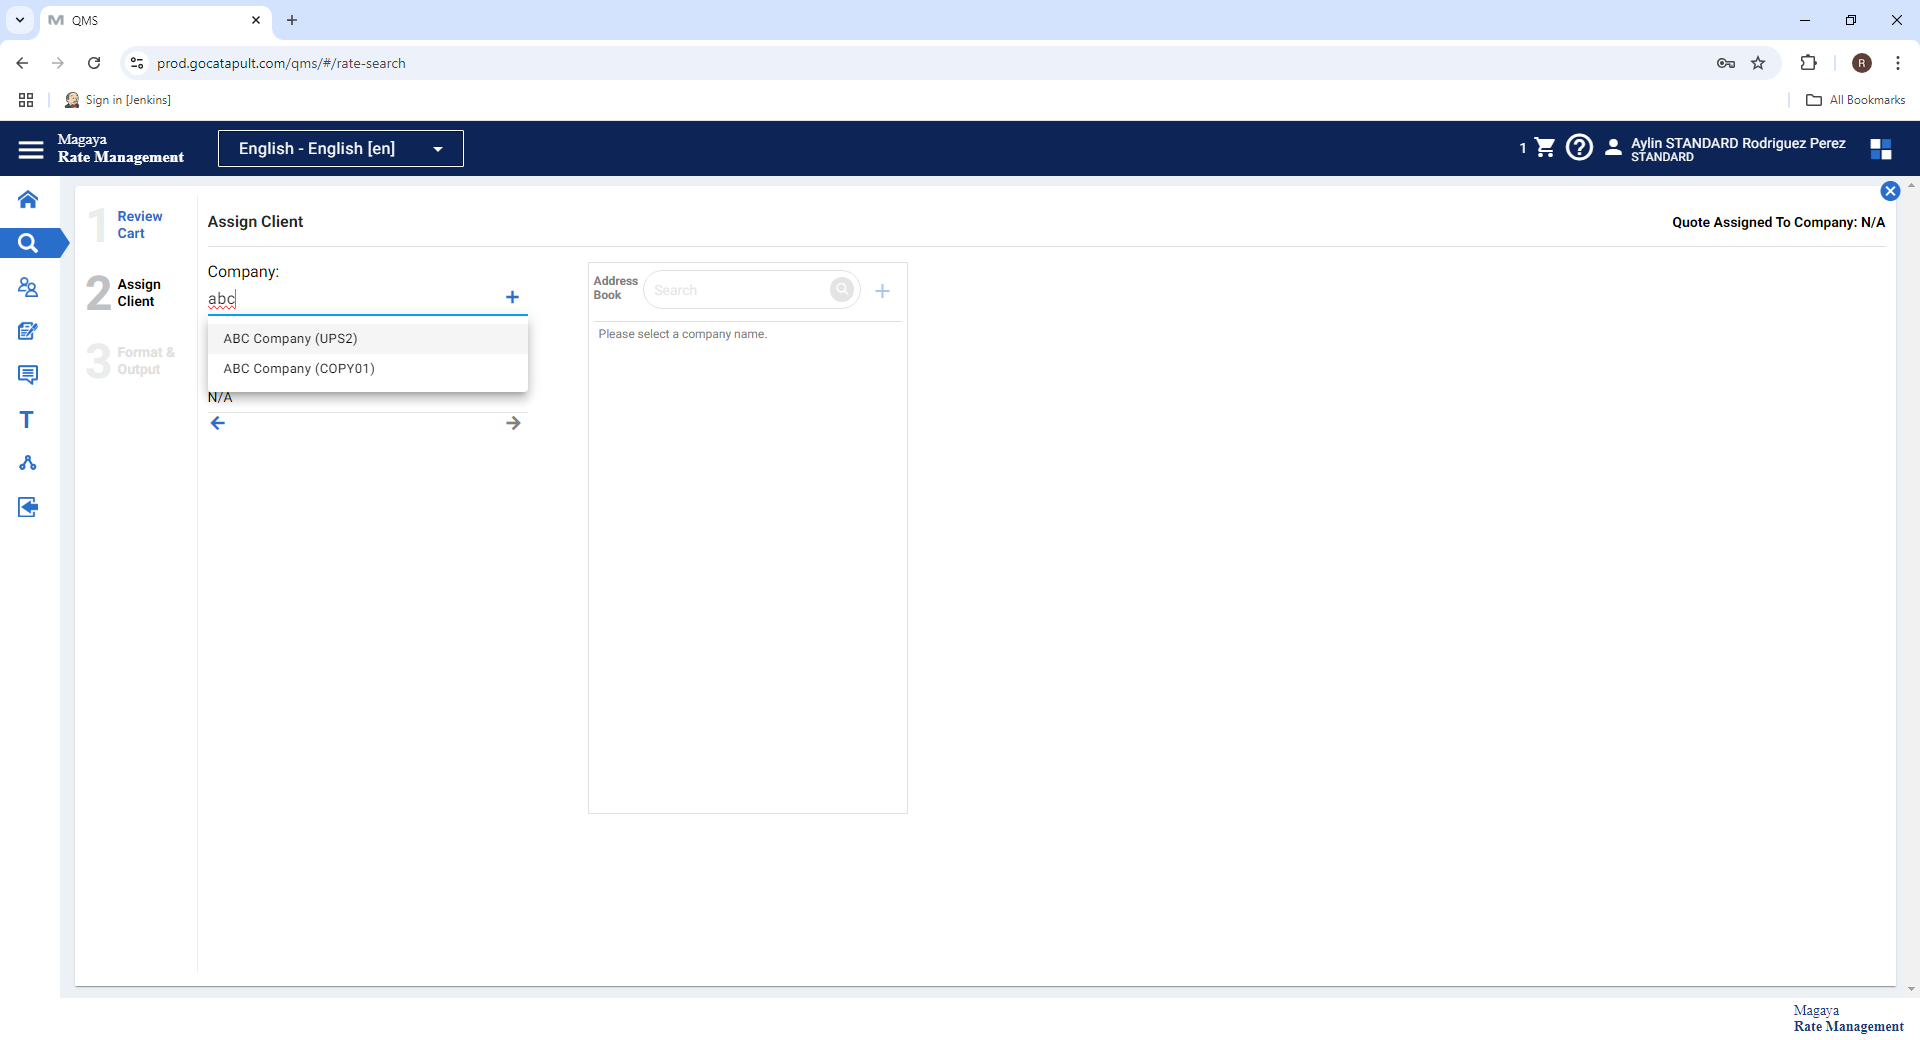 QMS
prod.gocatapult.com/qms/#/rate-search
R
Sign in [Jenkins]
All Bookmarks
Magaya
Rate Management
English - English [en]
1
Aylin STANDARD Rodriguez Perez
STANDARD
1 Review
Cart
Assign Client
Quote Assigned To Company: N/A
2 Assign
Client
Company:
abc
ABC Company (UPS2)
ABC Company (COPY01)
N/A
Address
Book
Search
Please select a company name.
3 Format &
Output
T
Magaya
Rate Management